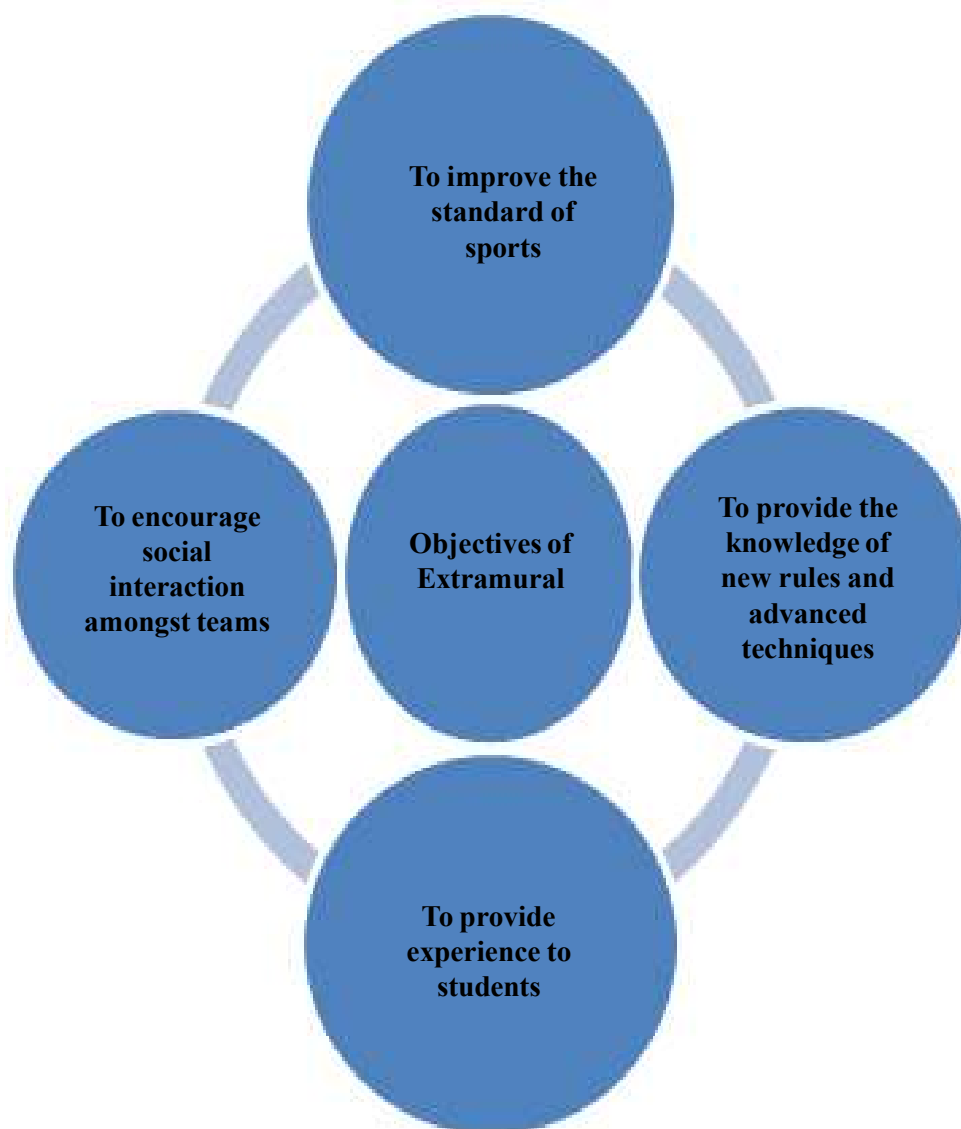 To improve the
standard of
sports
To encourage
social
interaction
amongst teams
Objectives of
Extramural
To provide the
knowledge of
new rules and
advanced
techniques
To provide
experience to
students